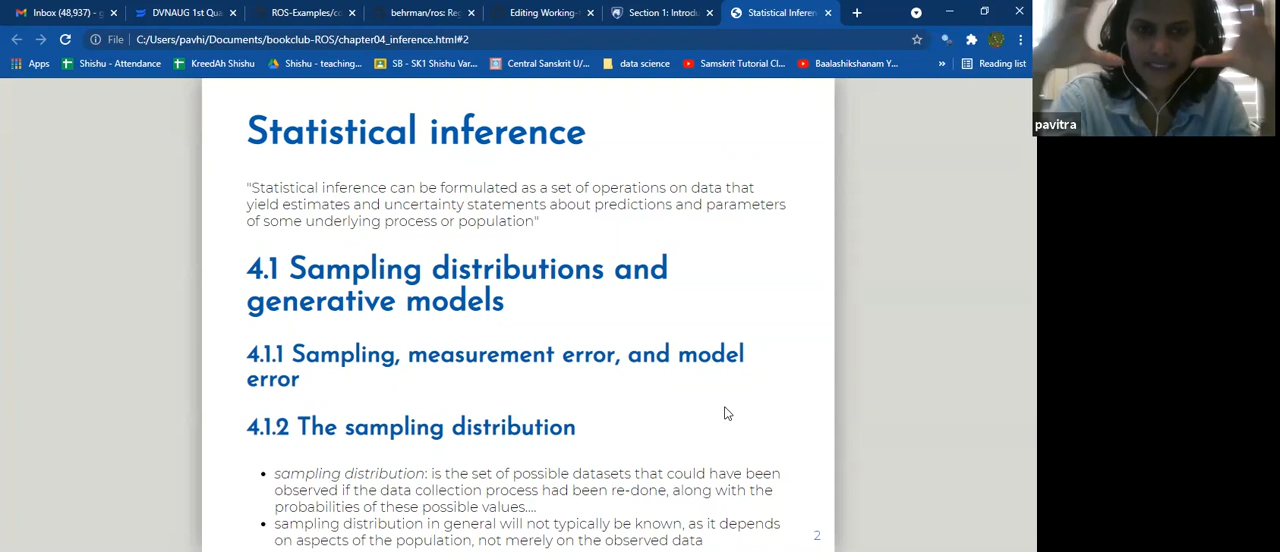 Inbox (48,937) - g
DVNAUG 1st Qua
ROS-Examples/cc
behrman/ros: Reg
Editing Working-
Section 1: Introdu
Statistical Inferen
File
C:/Users/pavhi/Documents/bookclub-ROS/chapter04_inference.html#2
Apps
Shishu - Attendance
KreedAh Shishu
Shishu - teaching...
SB - SK1 Shishu Var...
Central Sanskrit U/...
data science
Samskrit Tutorial Cl...
Baalashikshanam Y...
»
Reading list
pavitra
Statistical inference
"Statistical inference can be formulated as a set of operations on data that
yield estimates and uncertainty statements about predictions and parameters
of some underlying process or population"
4.1 Sampling distributions and
generative models
4.1.1 Sampling, measurement error, and model
error
4.1.2 The sampling distribution
• sampling distribution: is the set of possible datasets that could have been
observed if the data collection process had been re-done, along with the
probabilities of these possible values....
• sampling distribution in general will not typically be known, as it depends
on aspects of the population, not merely on the observed data
2